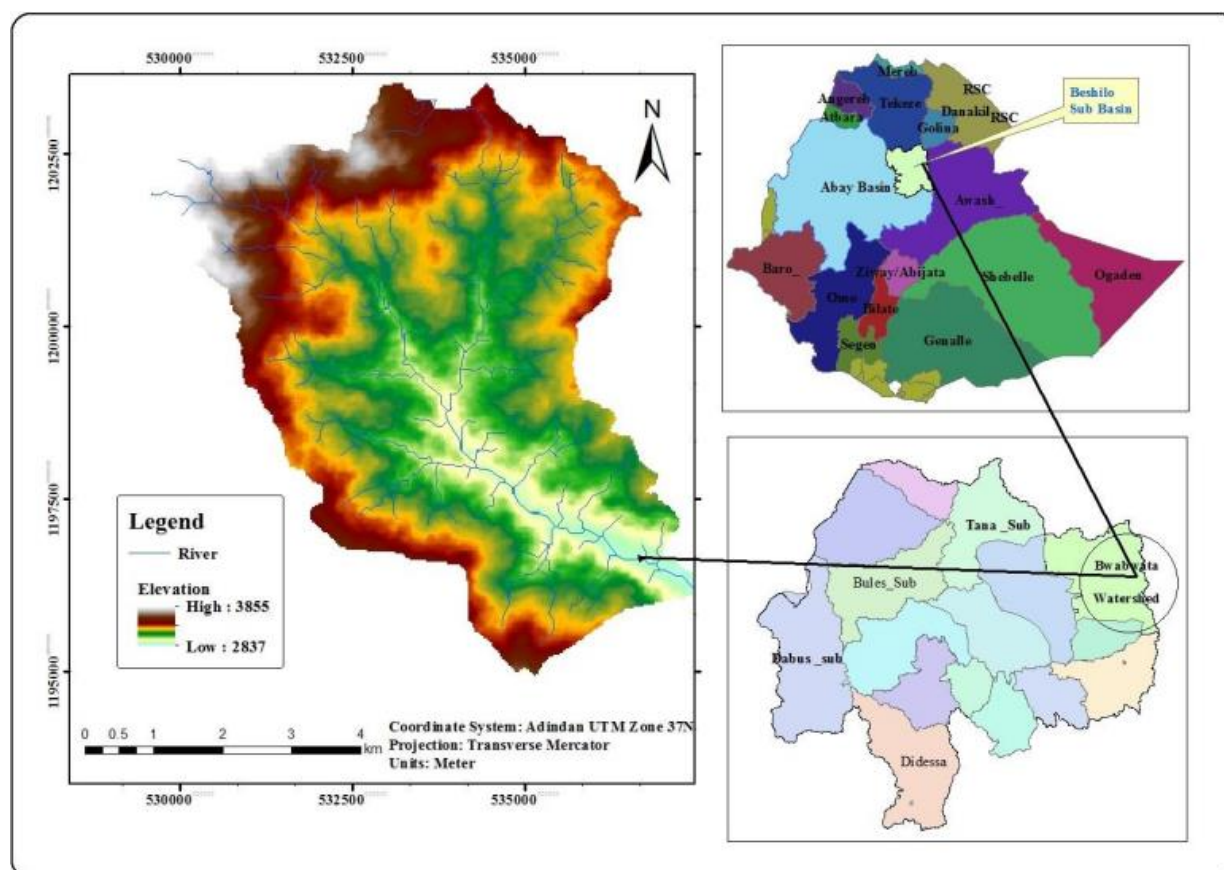 530000
532500
535000
1202500
1200000
1197500
1195000
N
Legend
River
Elevation
High : 3855
Low : 2837
0 0.5 1 2 3 4
km
Coordinate System: Adindan UTM Zone 37N
Projection: Transverse Mercator
Units: Meter
530000
532500
535000
Mereb
Angereb
Tekeze
RSC
Atbara
Danakil
RSC
Golina
Beshilo
Sub Basin
Abay Basin
Awash_
Baro_
Ziway/Abijata
Shebelle
Ogaden
Omo
Bilate
Segen
Genalle
Tana _Sub
Bwabwata
Bules_Sub
Watershed
Dabus _sub
Didessa